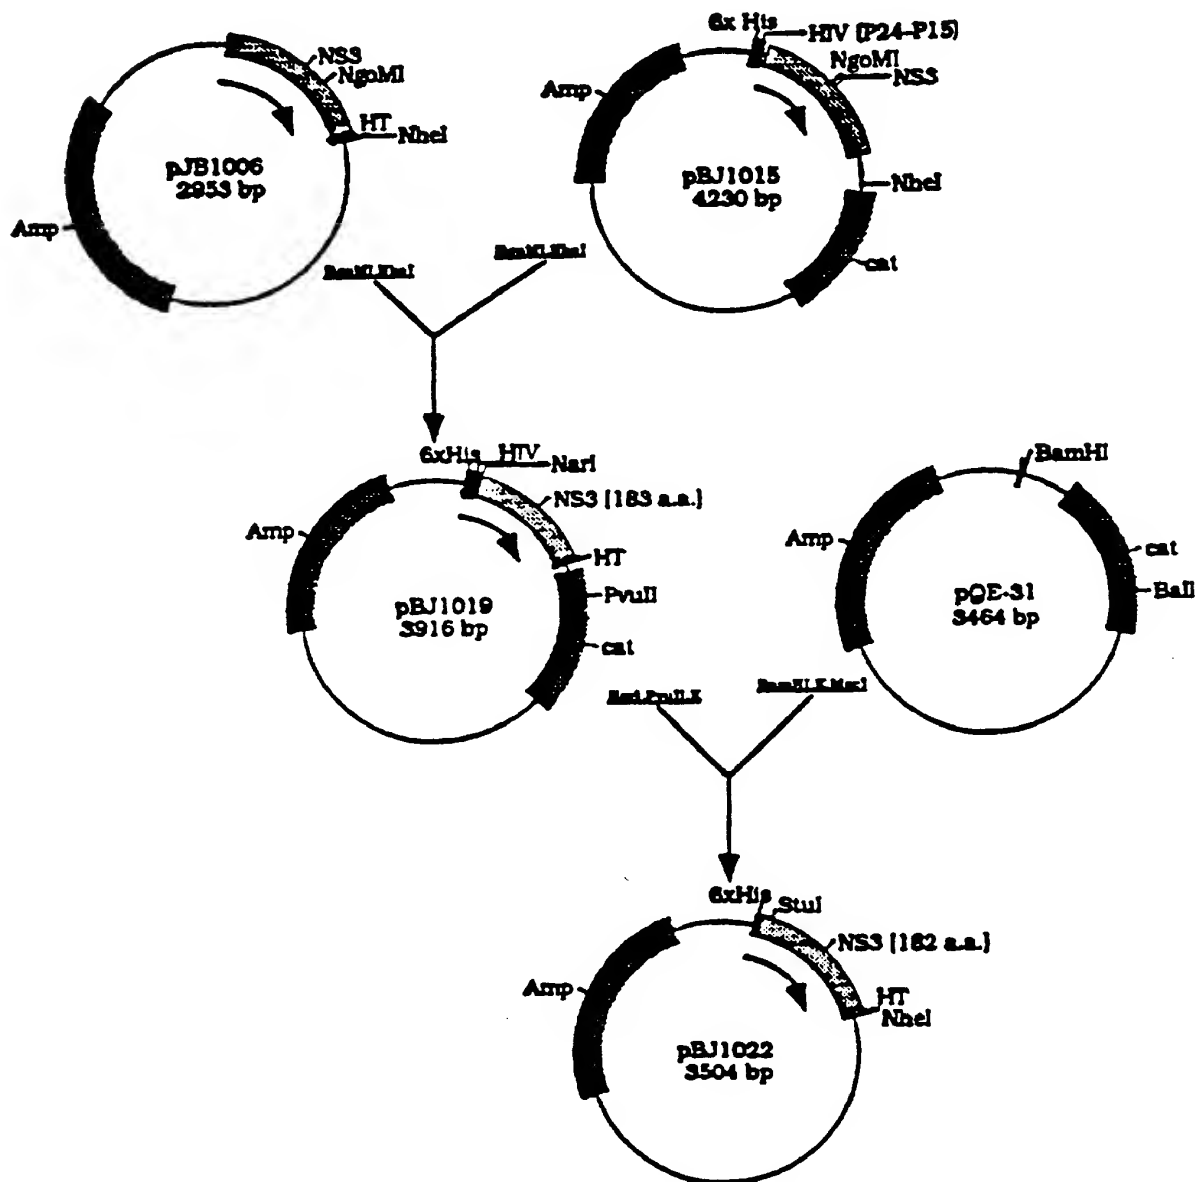 6x His
HIV (P24-P15)
NS3
NgoMI
NgoMI
NS3
Amp
HT
NheI
pJB1006
2953 bp
pBJ1015
4230 bp
NheI
Amp
cat
6xHis
HIV
NarI
BamHI
NS3 [183 a.a.]
Amp
Amp
cat
HT
PvuII
BalI
pBJ1019
3916 bp
pQE-31
3464 bp
cat
6xHis
StuI
NS3 [182 a.a.]
Amp
HT
NheI
pBJ1022
3504 bp